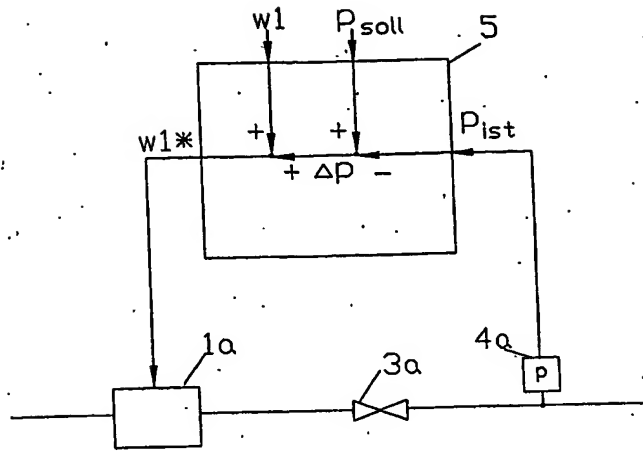 w1 P_soll 5
w1* + + P_ist
+ ΔP -
1a 3a 4a
p